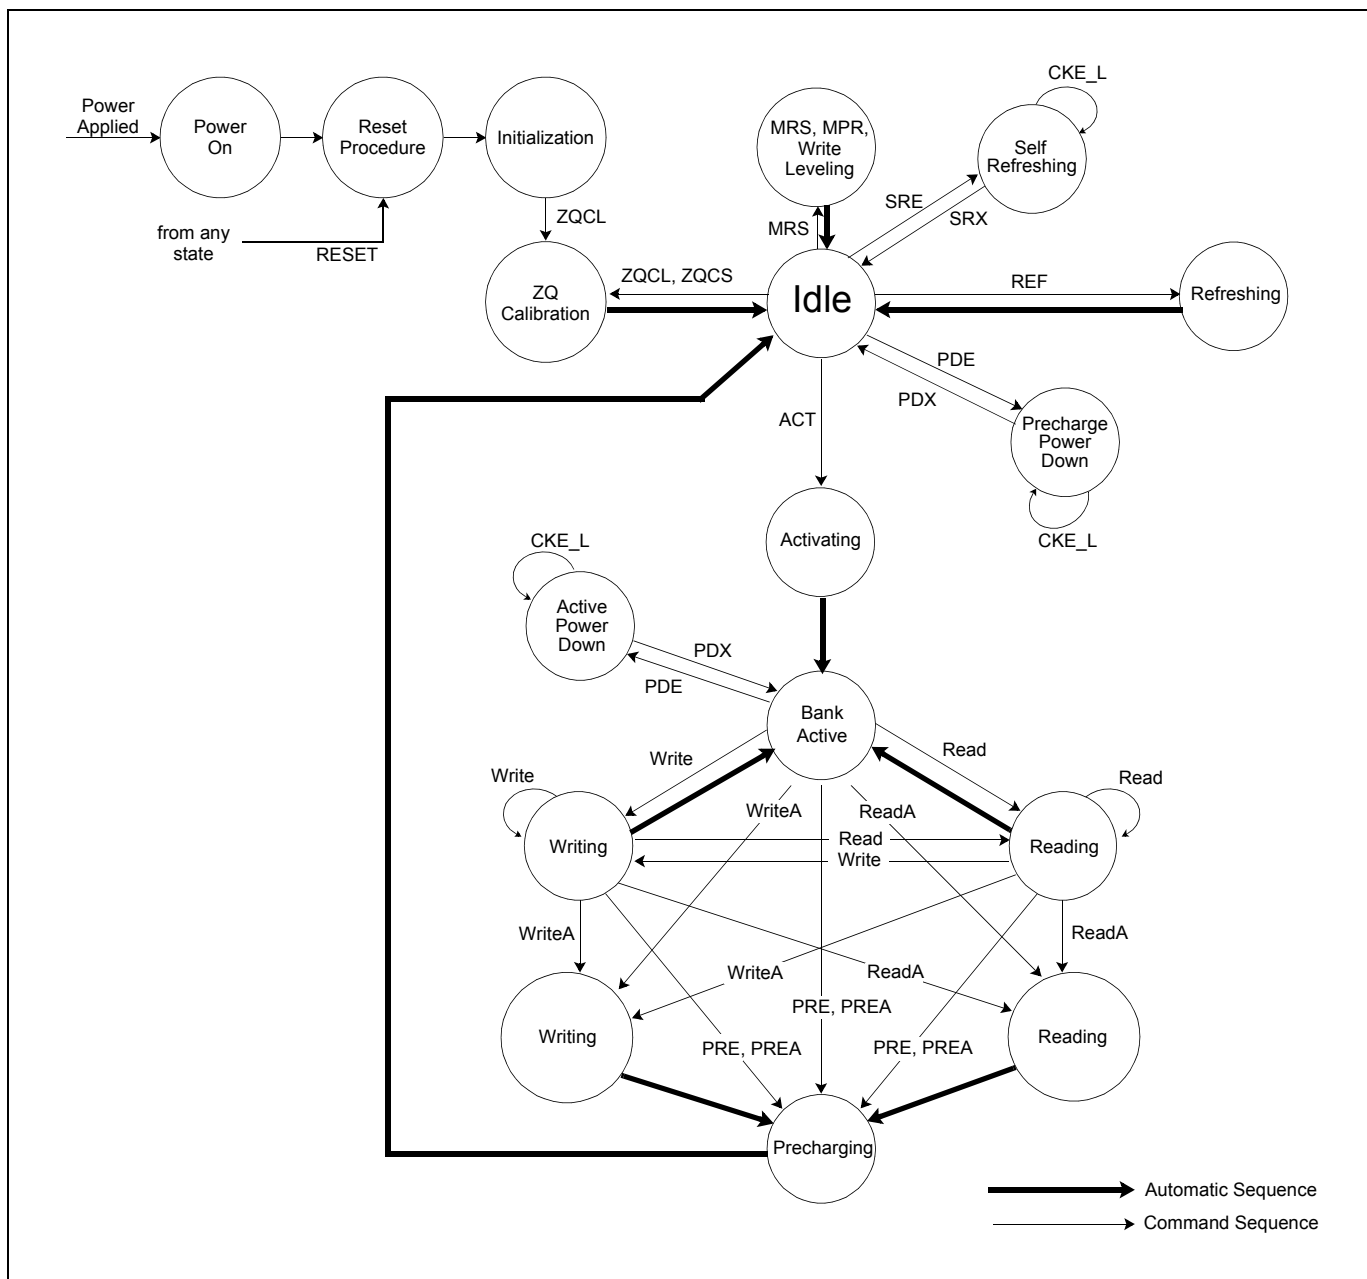 Power
Applied
Power
On
Reset
Procedure
Initialization
from any
state
RESET
ZQCL
ZQ
Calibration
ZQCL, ZQCS
MRS, MPR,
Write
Leveling
MRS
CKE_L
Self
Refreshing
SRE
SRX
Idle
REF
Refreshing
PDE
PDX
Precharge
Power
Down
CKE_L
ACT
Activating
CKE_L
Active
Power
Down
PDX
PDE
Bank
Active
Write
Read
Write
Read
WriteA
ReadA
Writing
Read
Write
Reading
WriteA
ReadA
WriteA
ReadA
PRE, PREA
Writing
Reading
PRE, PREA
PRE, PREA
Precharging
Automatic Sequence
Command Sequence